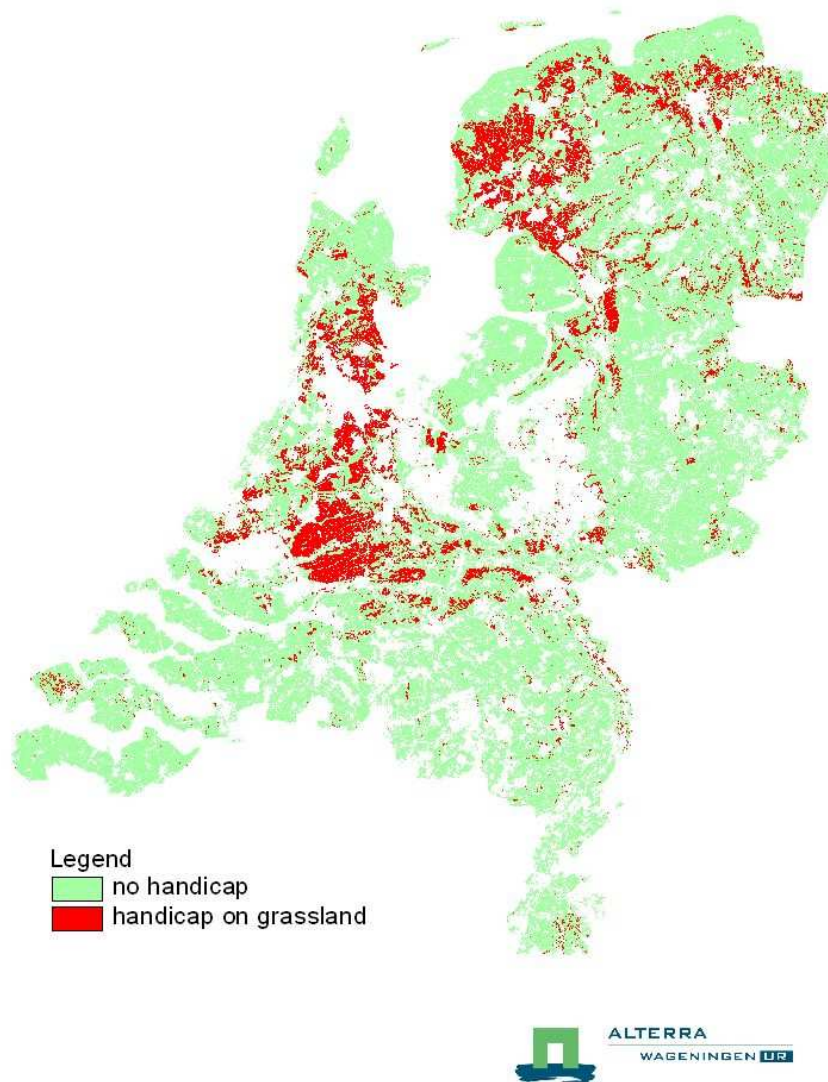 Legend
no handicap
handicap on grassland
ALTERRA
WAGENINGEN UR